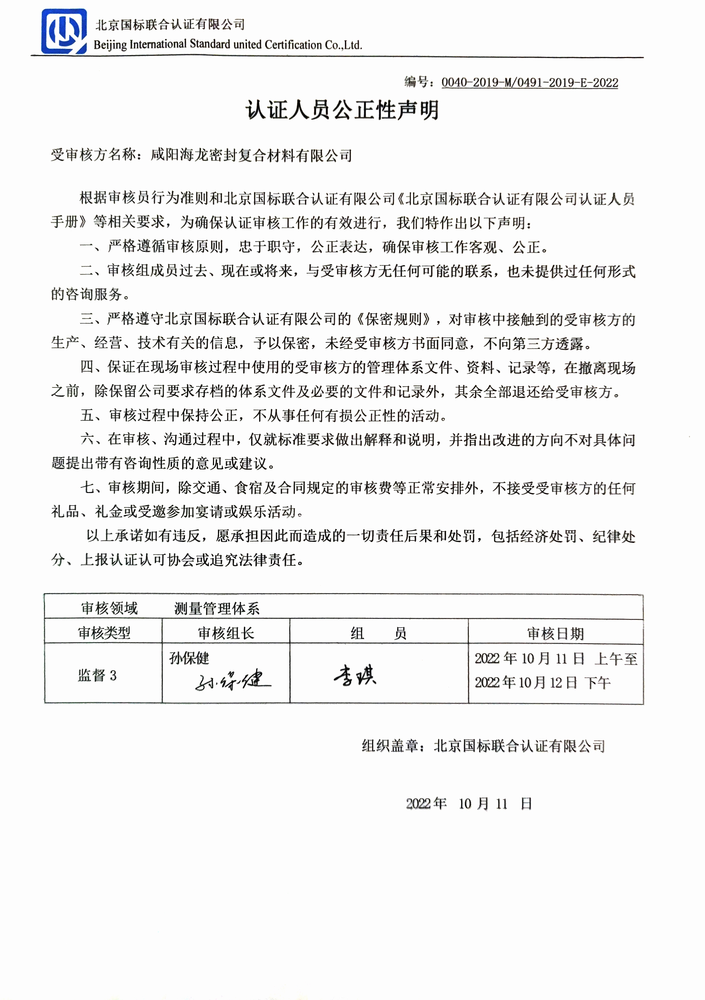 北京国标联合认证有限公司
Beijing International Standard united Certification Co.,Ltd.
编号：0040-2019-M/0491-2019-E-2022
认证人员公正性声明
受审核方名称：咸阳海龙密封复合材料有限公司
根据审核员行为准则和北京国标联合认证有限公司《北京国标联合认证有限公司认证人员
手册》等相关要求，为确保认证审核工作的有效进行，我们特作出以下声明：
一、严格遵循审核原则，忠于职守，公正表达，确保审核工作客观、公正。
二、审核组成员过去、现在或将来，与受审核方无任何可能的联系，也未提供过任何形式
的咨询服务。
三、严格遵守北京国标联合认证有限公司的《保密规则》，对审核中接触到的受审核方的
生产、经营、技术有关的信息，予以保密，未经受审核方书面同意，不向第三方透露。
四、保证在现场审核过程中使用的受审核方的管理体系文件、资料、记录等，在撤离现场
之前，除保留公司要求存档的体系文件及必要的文件和记录外，其余全部退还给受审核方。
五、审核过程中保持公正，不从事任何有损公正性的活动。
六、在审核、沟通过程中，仅就标准要求做出解释和说明，并指出改进的方向不对具体问
题提出带有咨询性质的意见或建议。
七、审核期间，除交通、食宿及合同规定的审核费等正常安排外，不接受受审核方的任何
礼品、礼金或受邀参加宴请或娱乐活动。
以上承诺如有违反，愿承担因此而造成的一切责任后果和处罚，包括经济处罚、纪律处
分、上报认证认可协会或追究法律责任。
审核领域 测量管理体系
审核类型 审核组长 组 员 审核日期
监督 3 孙保健 2022 年 10 月 11 日 上午至
孙保健 李琪 2022 年 10 月 12 日 下午
组织盖章：北京国标联合认证有限公司
2022 年 10 月 11 日